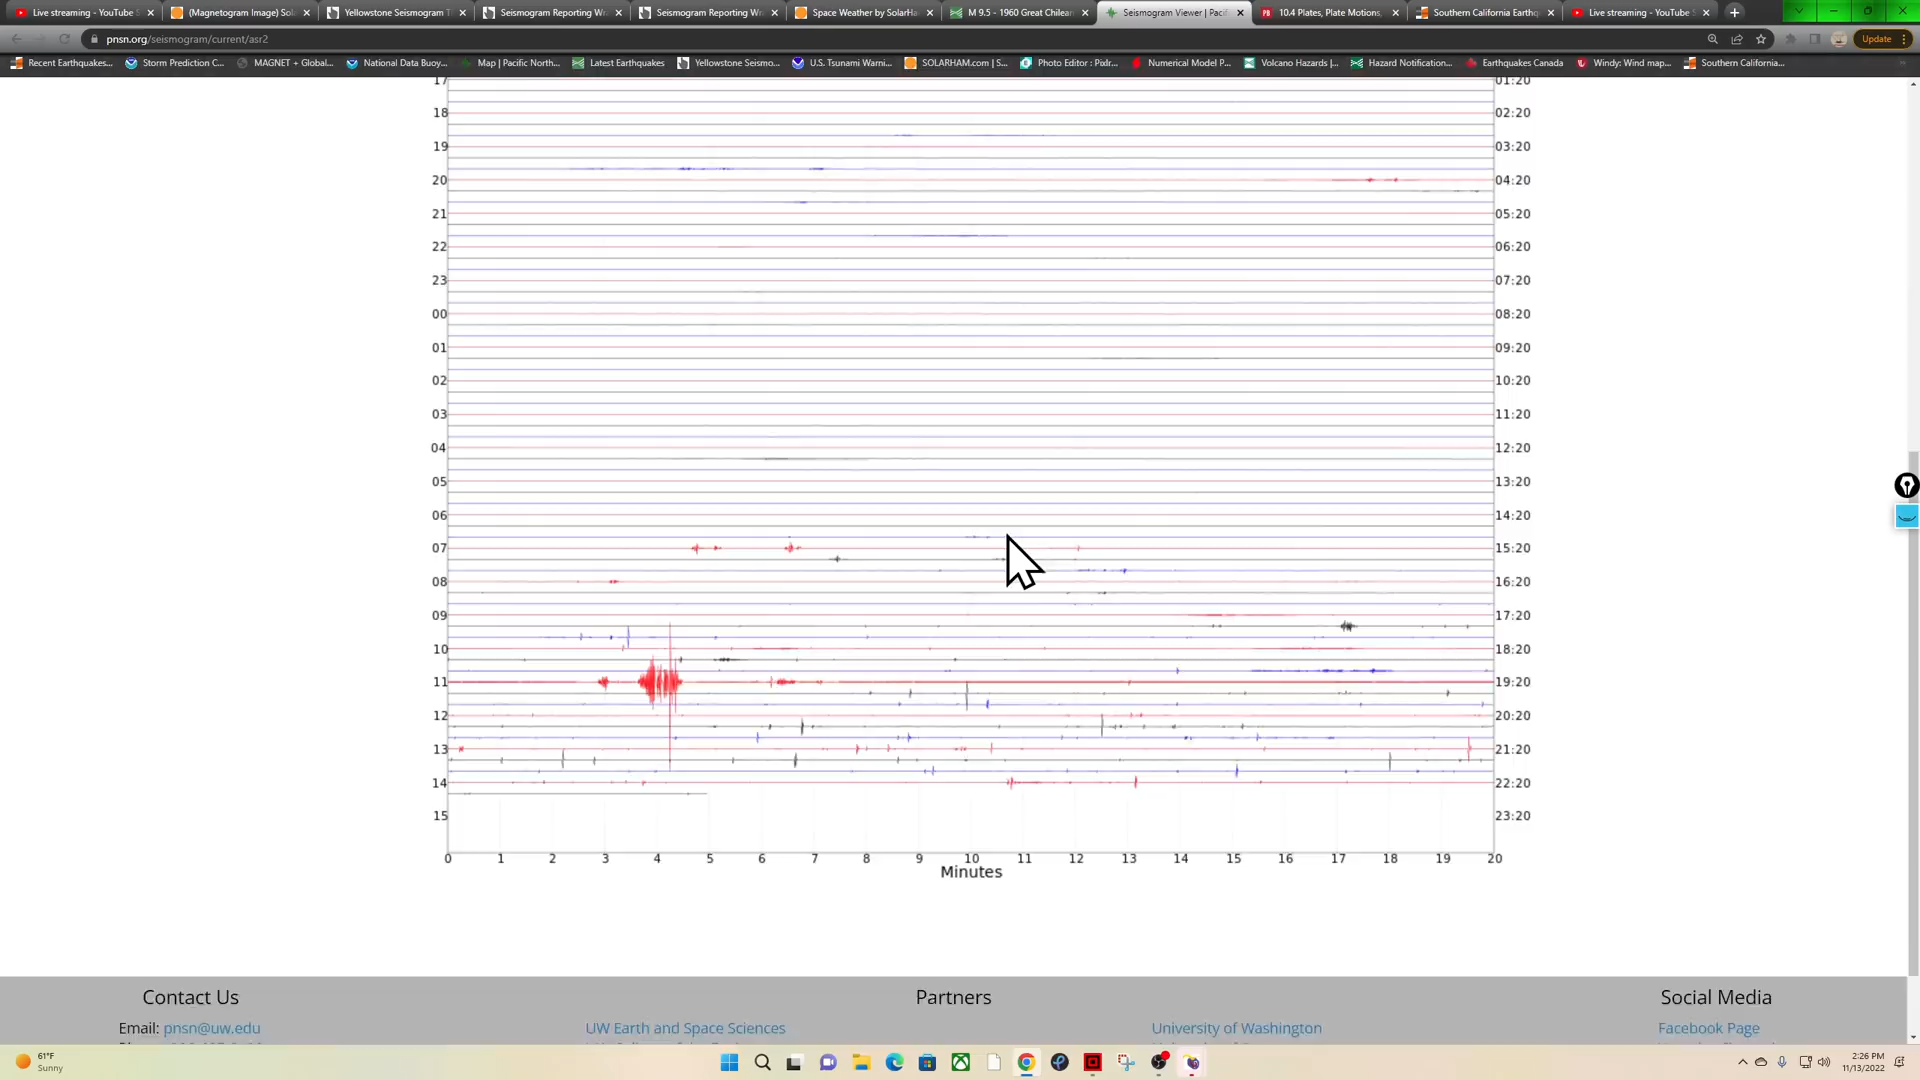 Live streaming - YouTube S
(Magnetogram Image) Sol
Yellowstone Seismogram T
Seismogram Reporting Wr
Seismogram Reporting Wr
Space Weather by SolarHa
M 9.5 - 1960 Great Chilean
Seismogram Viewer | Pacif
10.4 Plates, Plate Motions,
Southern California Earthq
Live streaming - YouTube S
pnsn.org/seismogram/current/asr2
Update
Recent Earthquakes...
Storm Prediction C...
MAGNET + Global...
National Data Buoy...
Map | Pacific North...
Latest Earthquakes
Yellowstone Seismo...
U.S. Tsunami Warni...
SOLARHAM.com | S...
Photo Editor : Pixlr...
Numerical Model P...
Volcano Hazards |...
Hazard Notification...
Earthquakes Canada
Windy: Wind map...
Southern California...
17 01:20
18 02:20
19 03:20
20 04:20
21 05:20
22 06:20
23 07:20
00 08:20
01 09:20
02 10:20
03 11:20
04 12:20
05 13:20
06 14:20
07 15:20
08 16:20
09 17:20
10 18:20
11 19:20
12 20:20
13 21:20
14 22:20
15 23:20
0 1 2 3 4 5 6 7 8 9 10 11 12 13 14 15 16 17 18 19 20
Minutes
Contact Us
Partners
Social Media
Email: pnsn@uw.edu
UW Earth and Space Sciences
University of Washington
Facebook Page
61°F
Sunny
2:26 PM
11/13/2022